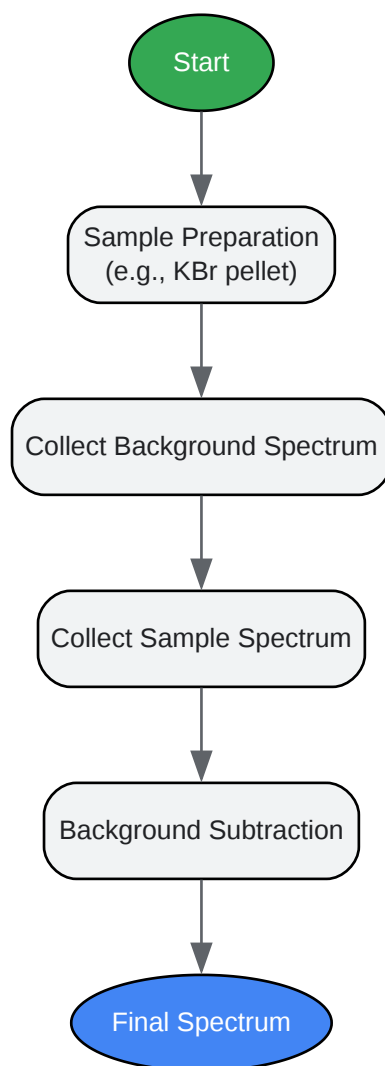 Start
Sample Preparation
(e.g., KBr pellet)
Collect Background Spectrum
Collect Sample Spectrum
Background Subtraction
Final Spectrum